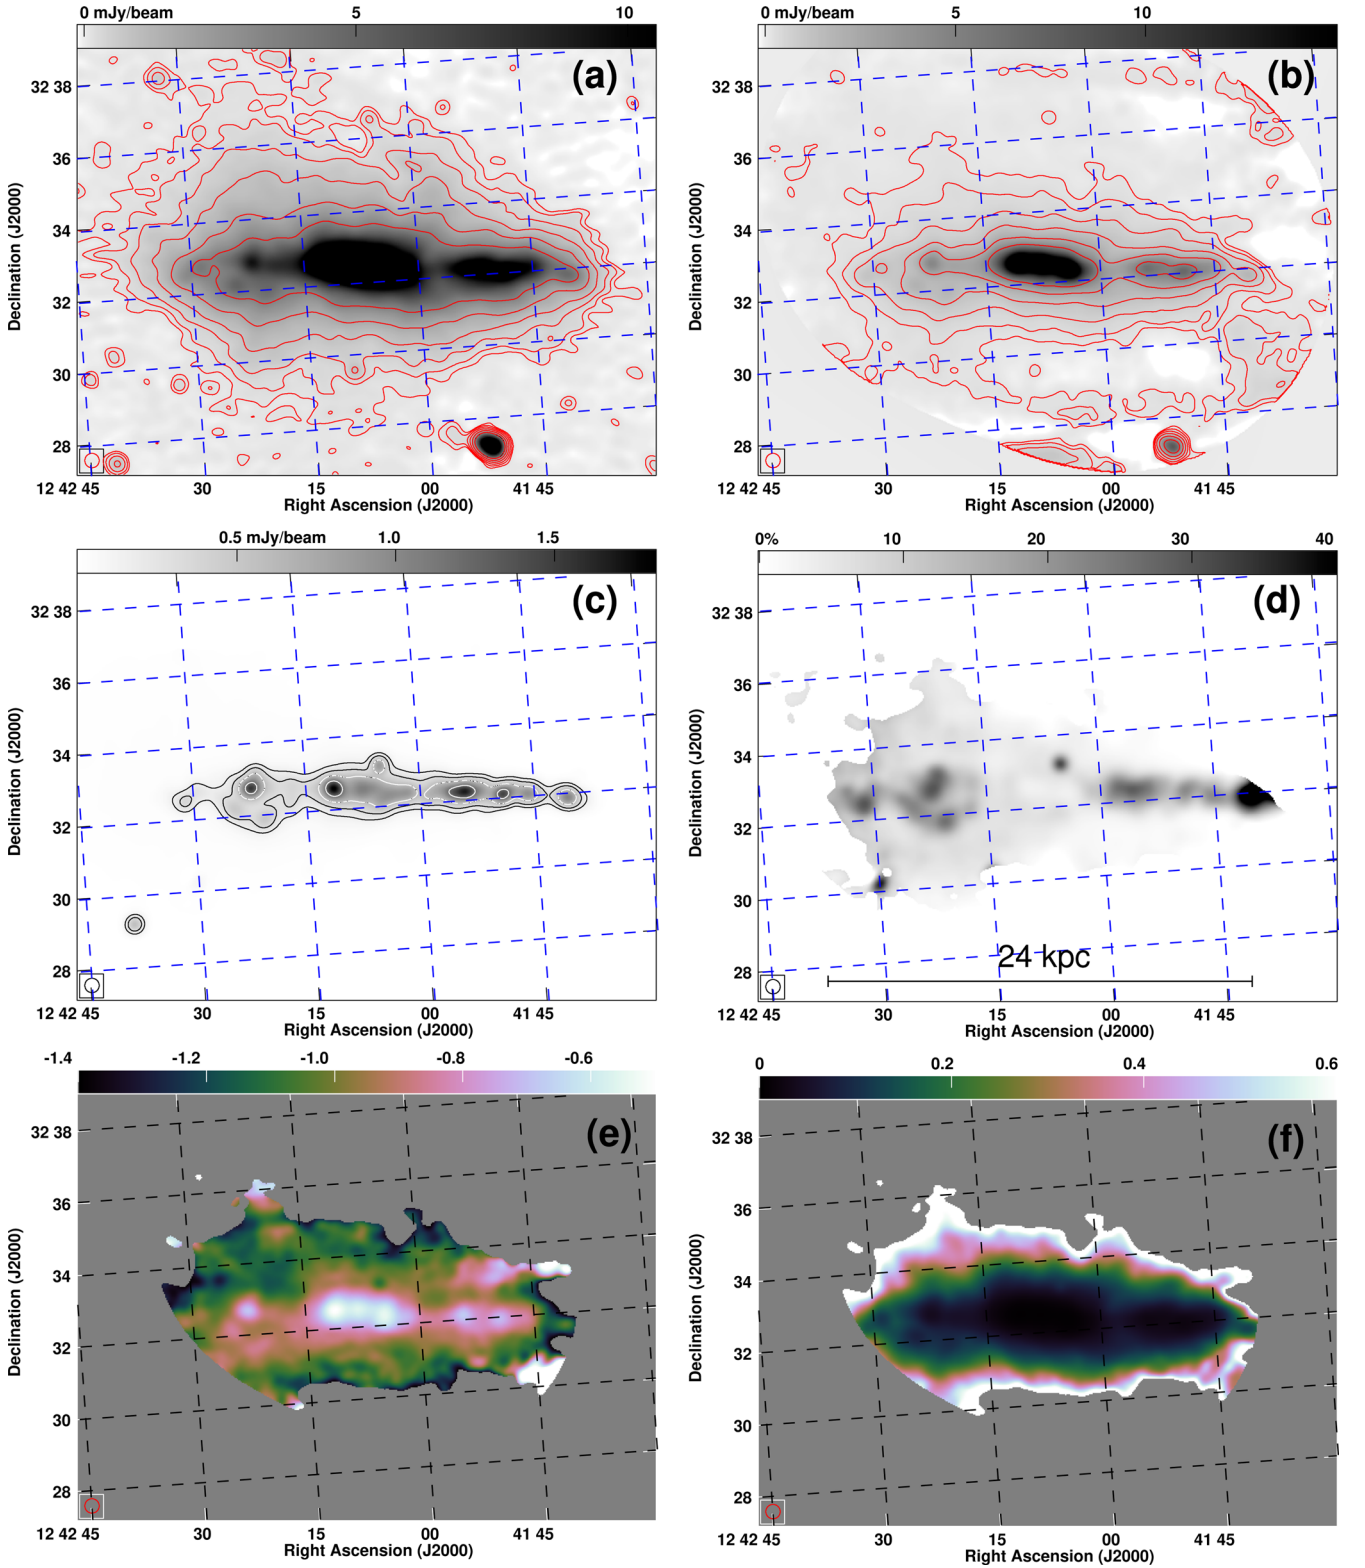 0 mJy/beam 5 10
(a)
32 38
36
34
32
30
28
Declination (J2000)
12 42 45 30 15 00 41 45
Right Ascension (J2000)
0 mJy/beam 5 10
(b)
32 38
36
34
32
30
28
Declination (J2000)
12 42 45 30 15 00 41 45
Right Ascension (J2000)
0.5 mJy/beam 1.0 1.5
(c)
32 38
36
34
32
30
28
Declination (J2000)
12 42 45 30 15 00 41 45
Right Ascension (J2000)
0% 10 20 30 40
(d)
32 38
36
34
32
30
28
Declination (J2000)
24 kpc
12 42 45 30 15 00 41 45
Right Ascension (J2000)
-1.4 -1.2 -1.0 -0.8 -0.6
(e)
32 38
36
34
32
30
28
Declination (J2000)
12 42 45 30 15 00 41 45
Right Ascension (J2000)
0 0.2 0.4 0.6
(f)
32 38
36
34
32
30
28
Declination (J2000)
12 42 45 30 15 00 41 45
Right Ascension (J2000)